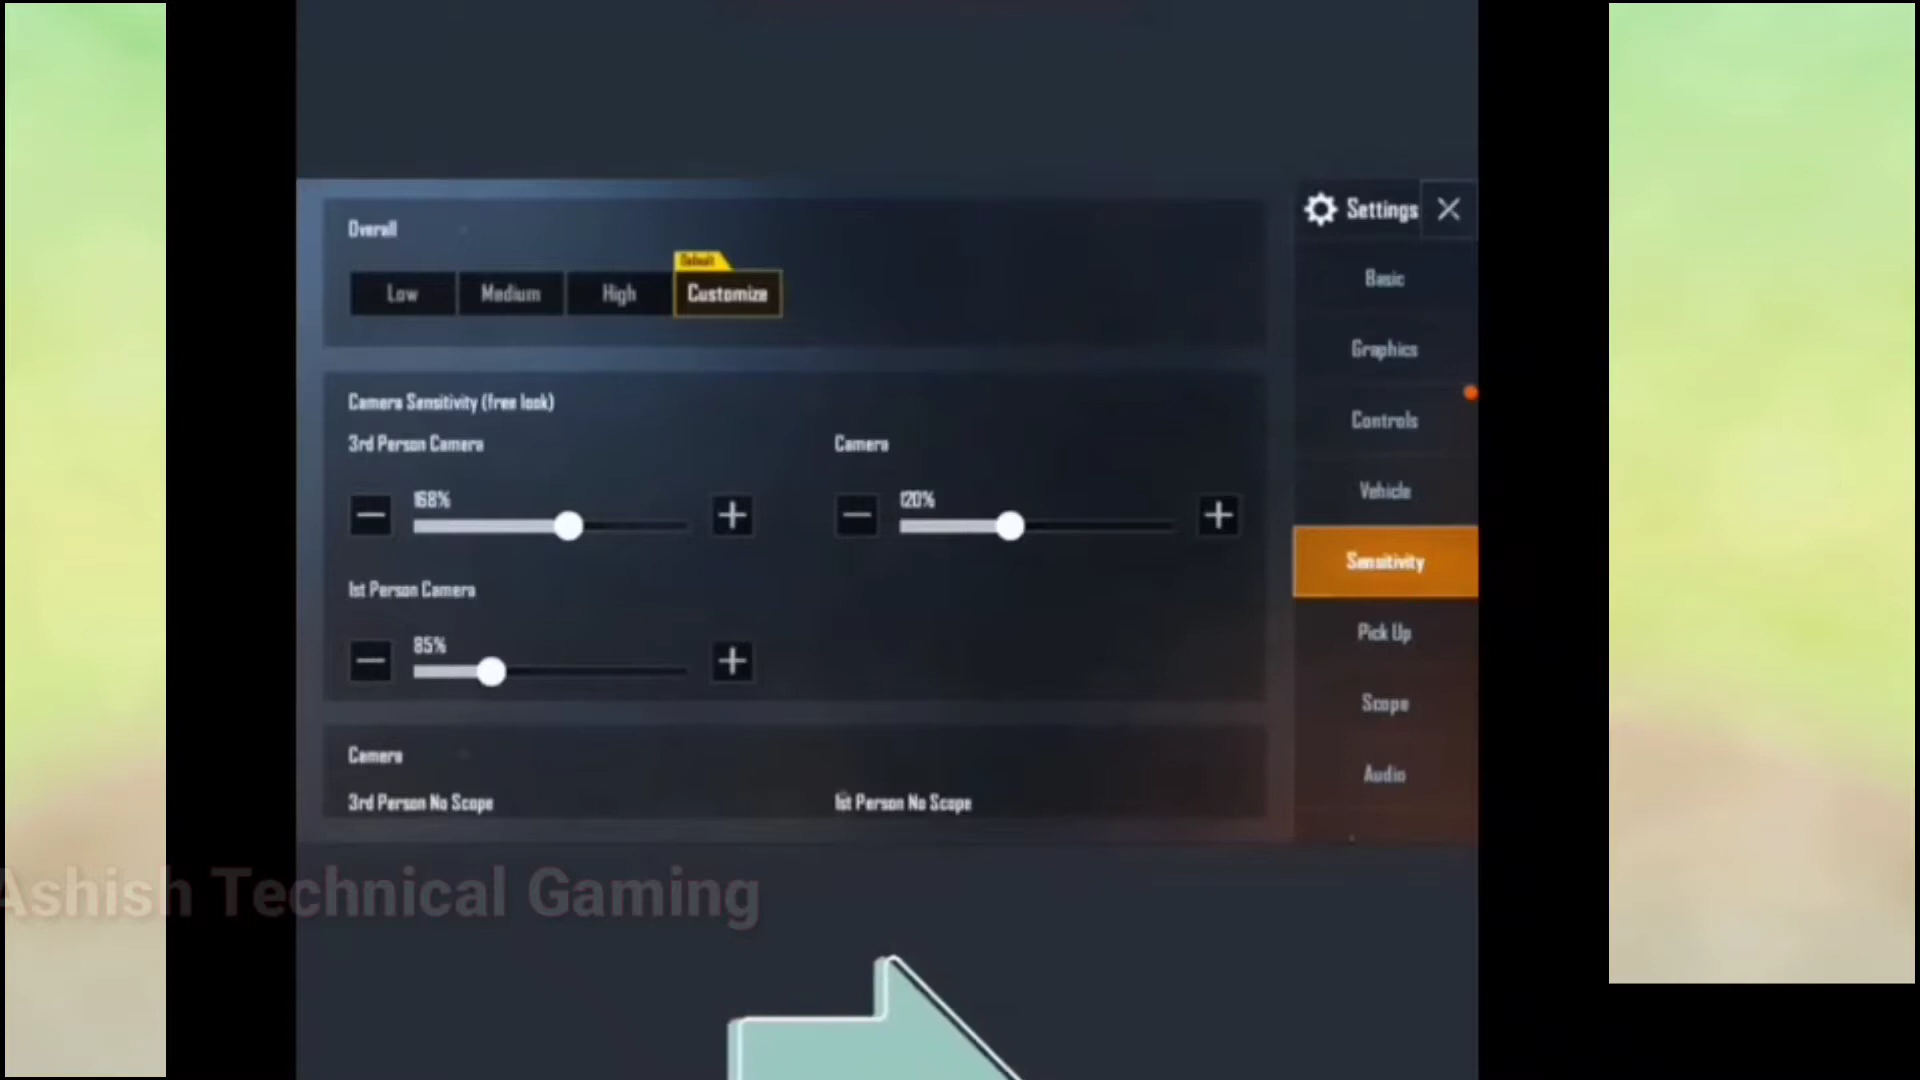 Overall
Default
Low
Medium
High
Customize
Camera Sensitivity (free look)
3rd Person Camera
168%
Camera
120%
1st Person Camera
85%
Camera
3rd Person No Scope
1st Person No Scope
Settings
Basic
Graphics
Controls
Vehicle
Sensitivity
Pick Up
Scope
Audio
Ashish Technical Gaming